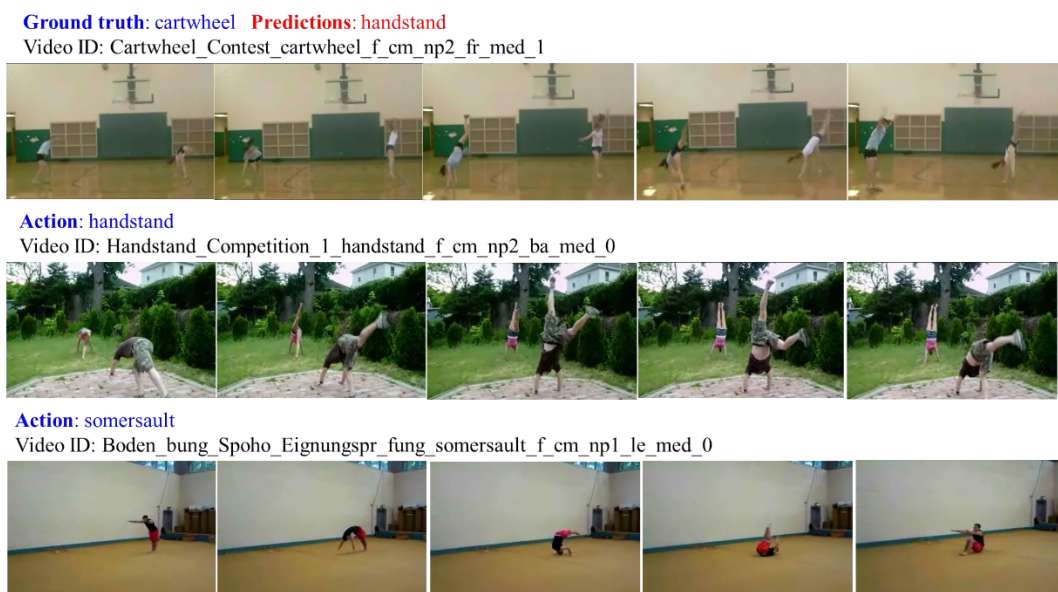 Ground truth: cartwheel Predictions: handstand
Video ID: Cartwheel_Contest_cartwheel_f_cm_np2_fr_med_1
Action: handstand
Video ID: Handstand_Competition_1_handstand_f_cm_np2_ba_med_0
Action: somersault
Video ID: Boden_bung_Spoho_Eignungspr_fung_somersault_f_cm_np1_le_med_0